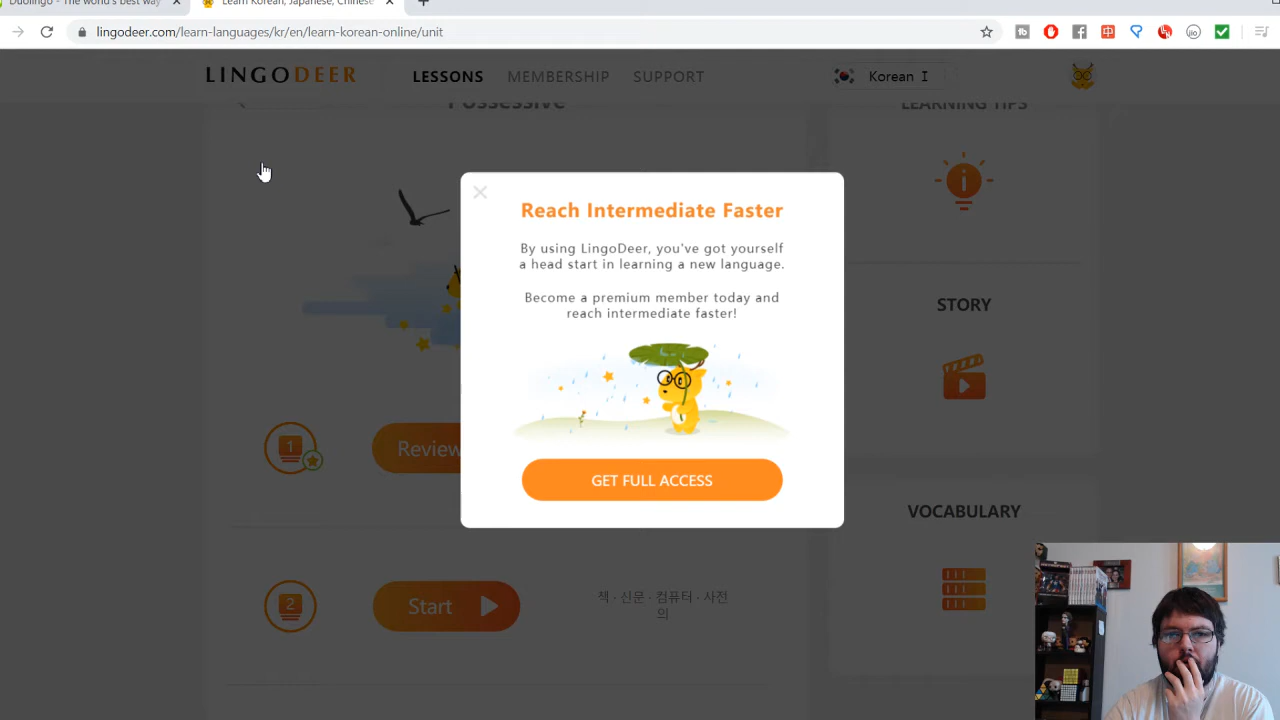 Duolingo - The world's best way
Learn Korean, Japanese, Chinese
lingodeer.com/learn-languages/kr/en/learn-korean-online/unit
LINGODEER
LESSONS
MEMBERSHIP
SUPPORT
Korean I
Possessive
LEARNING TIPS
Reach Intermediate Faster
By using LingoDeer, you've got yourself
a head start in learning a new language.
Become a premium member today and
reach intermediate faster!
GET FULL ACCESS
STORY
1
Review
VOCABULARY
2
Start
책 · 신문 · 컴퓨터 · 사전
의